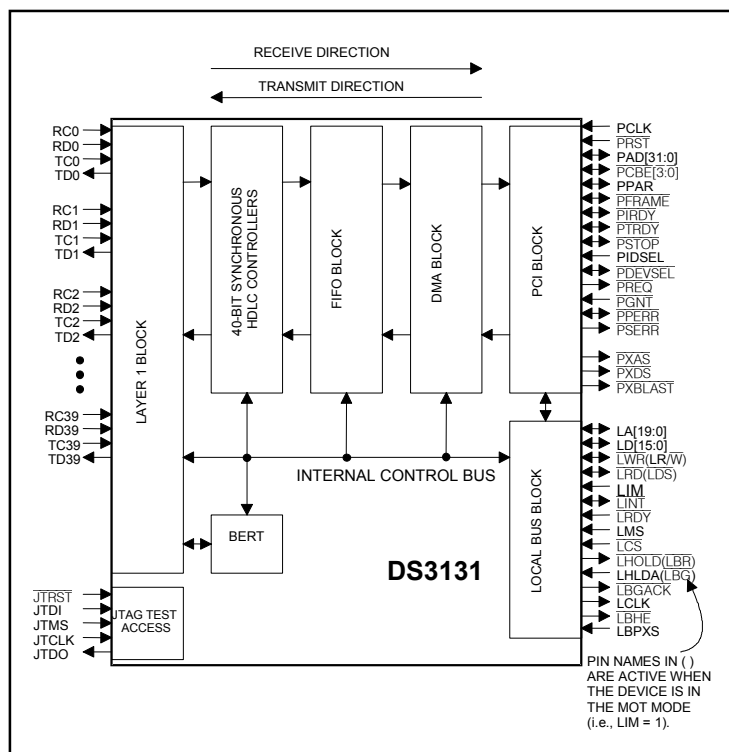 RECEIVE DIRECTION
TRANSMIT DIRECTION
RC0
RD0
TC0
TD0
RC1
RD1
TC1
TD1
RC2
RD2
TC2
TD2
RC39
RD39
TC39
TD39
JTRST
JTDI
JTMS
JTCLK
JTDO
LAYER 1 BLOCK
40-BIT SYNCHRONOUS
HDLC CONTROLLERS
FIFO BLOCK
DMA BLOCK
PCI BLOCK
INTERNAL CONTROL BUS
BERT
DS3131
LOCAL BUS BLOCK
JTAG TEST
ACCESS
PCLK
PRST
PAD[31:0]
PCBE[3:0]
PPAR
PFRAME
PIRDY
PTRDY
PSTOP
PIDSEL
PDEVSEL
PREQ
PGNT
PPERR
PSERR
PXAS
PXDS
PXBLAST
LA[19:0]
LD[15:0]
LWR(LR/W)
LRD(LDS)
LIM
LINT
LRDY
LMS
LCS
LHOLD(LBR)
LHLDA(LBG)
LBGACK
LCLK
LBHE
LBPXS
PIN NAMES IN ( )
ARE ACTIVE WHEN
THE DEVICE IS IN
THE MOT MODE
(i.e., LIM = 1).